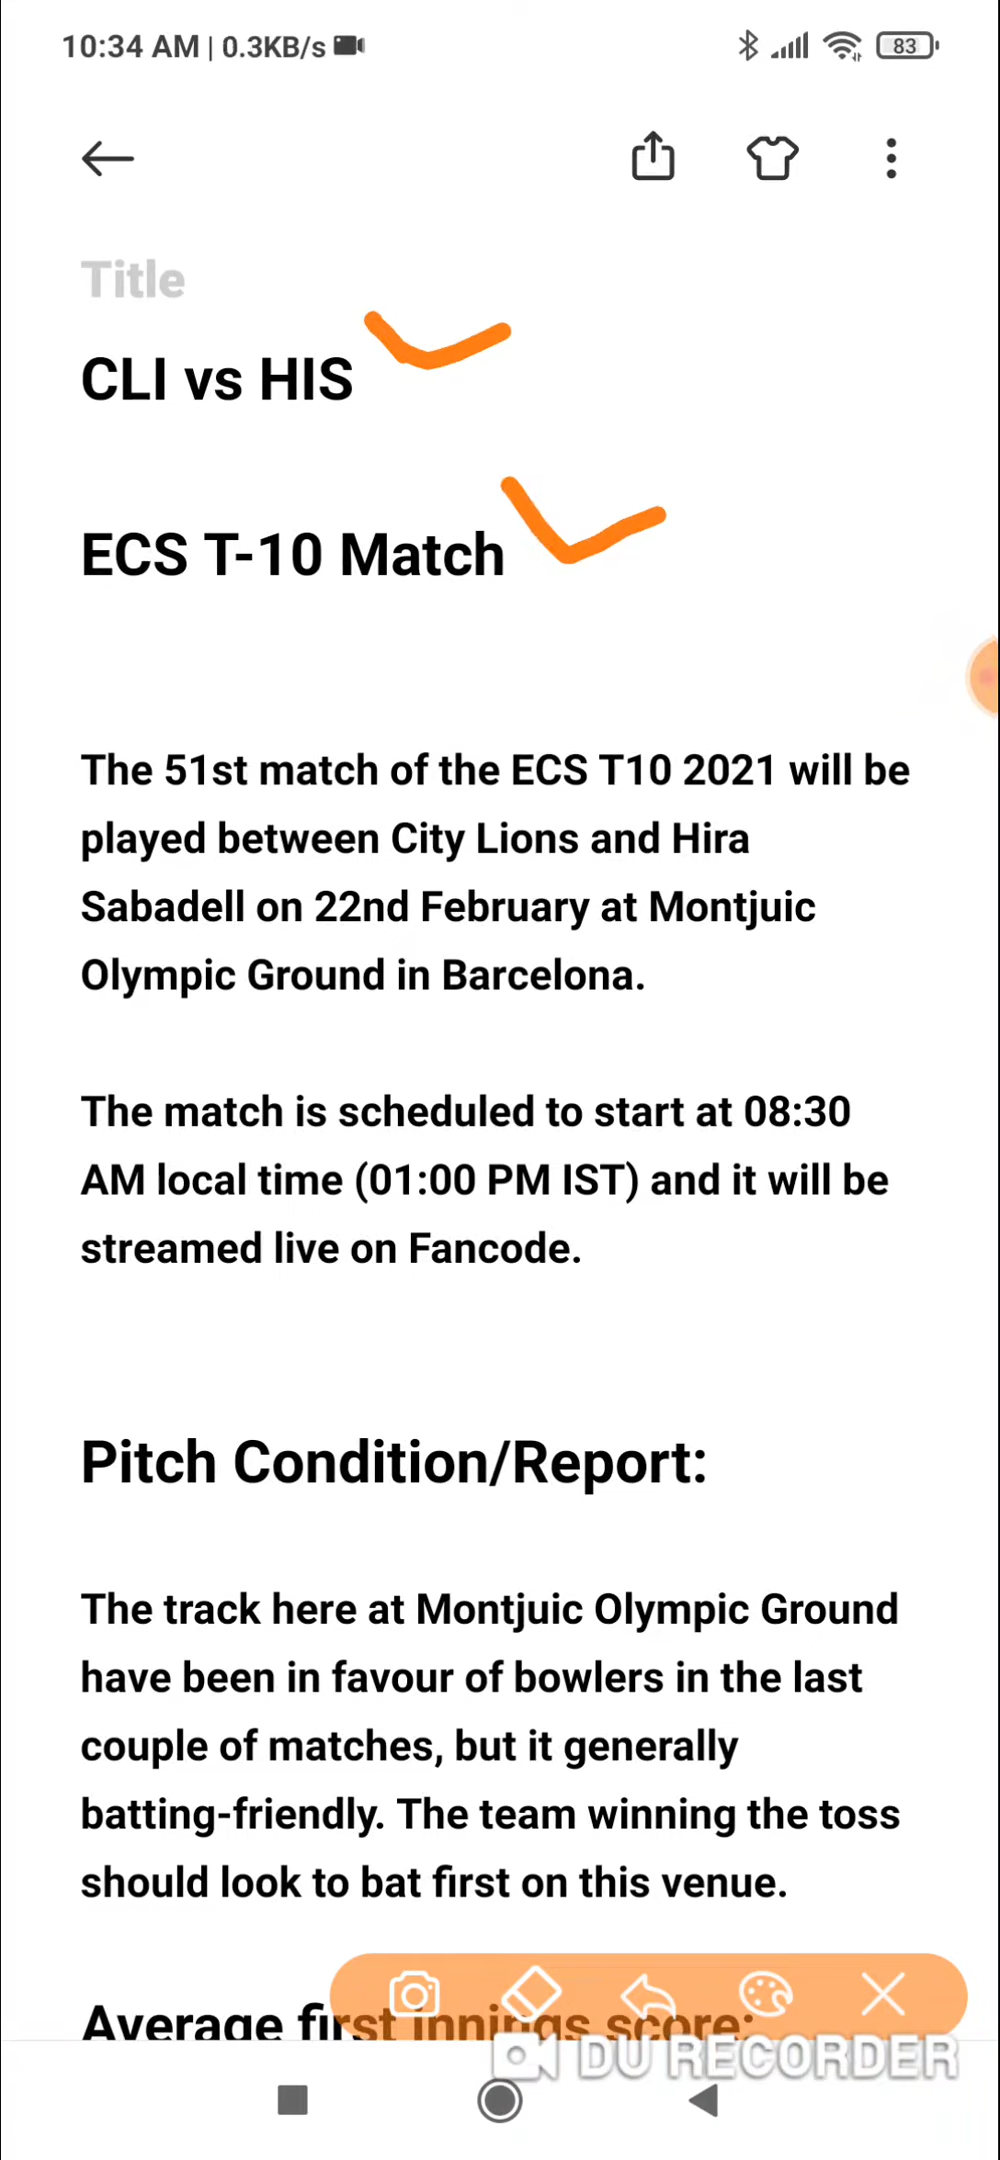 10:34 AM | 0.3KB/s
83
Title
CLI vs HIS
ECS T-10 Match
The 51st match of the ECS T10 2021 will be
played between City Lions and Hira
Sabadell on 22nd February at Montjuic
Olympic Ground in Barcelona.
The match is scheduled to start at 08:30
AM local time (01:00 PM IST) and it will be
streamed live on Fancode.
Pitch Condition/Report:
The track here at Montjuic Olympic Ground
have been in favour of bowlers in the last
couple of matches, but it generally
batting-friendly. The team winning the toss
should look to bat first on this venue.
Average first innings score:
DU RECORDER